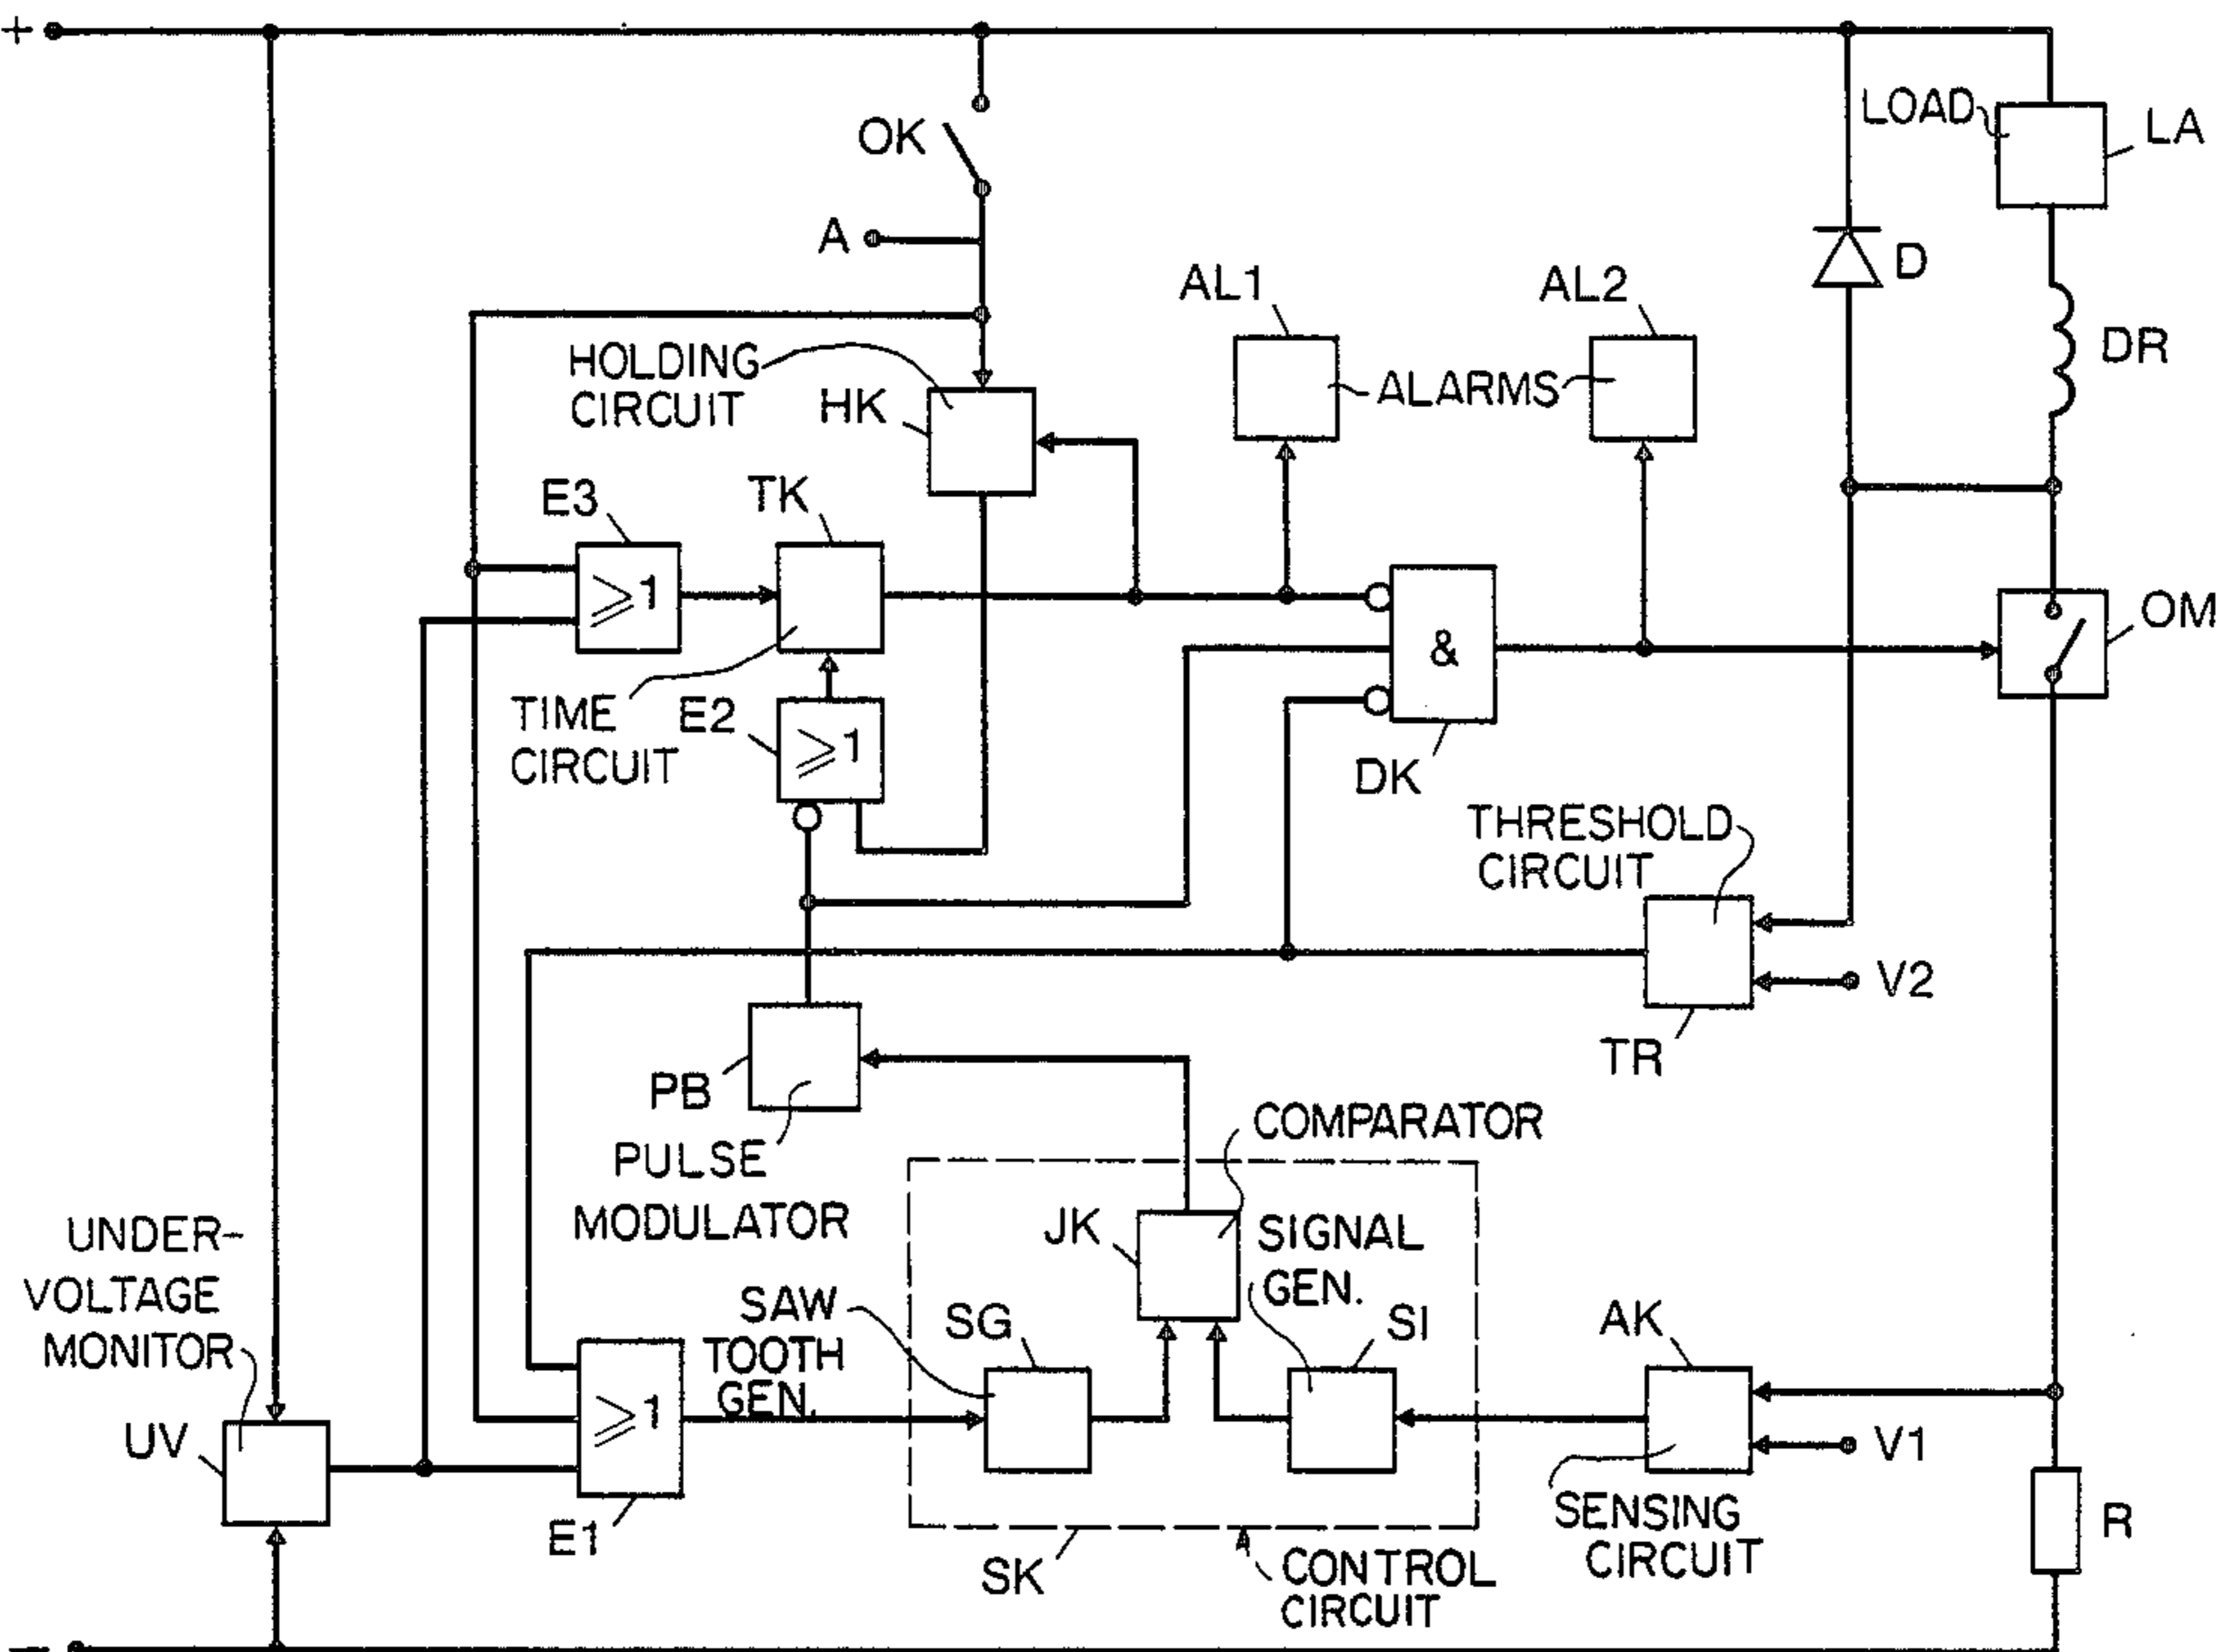 +
OK
LOAD
LA
A
D
AL1
AL2
DR
HOLDING
CIRCUIT
HK
ALARMS
E3
TK
≥1
OM
&
TIME
CIRCUIT
E2
≥1
DK
THRESHOLD
CIRCUIT
V2
TR
PB
PULSE
MODULATOR
COMPARATOR
UNDER-
VOLTAGE
MONITOR
JK
SIGNAL
GEN.
SAW
TOOTH
GEN.
SG
SI
AK
UV
≥1
V1
E1
SENSING
CIRCUIT
R
SK
CONTROL
CIRCUIT
−